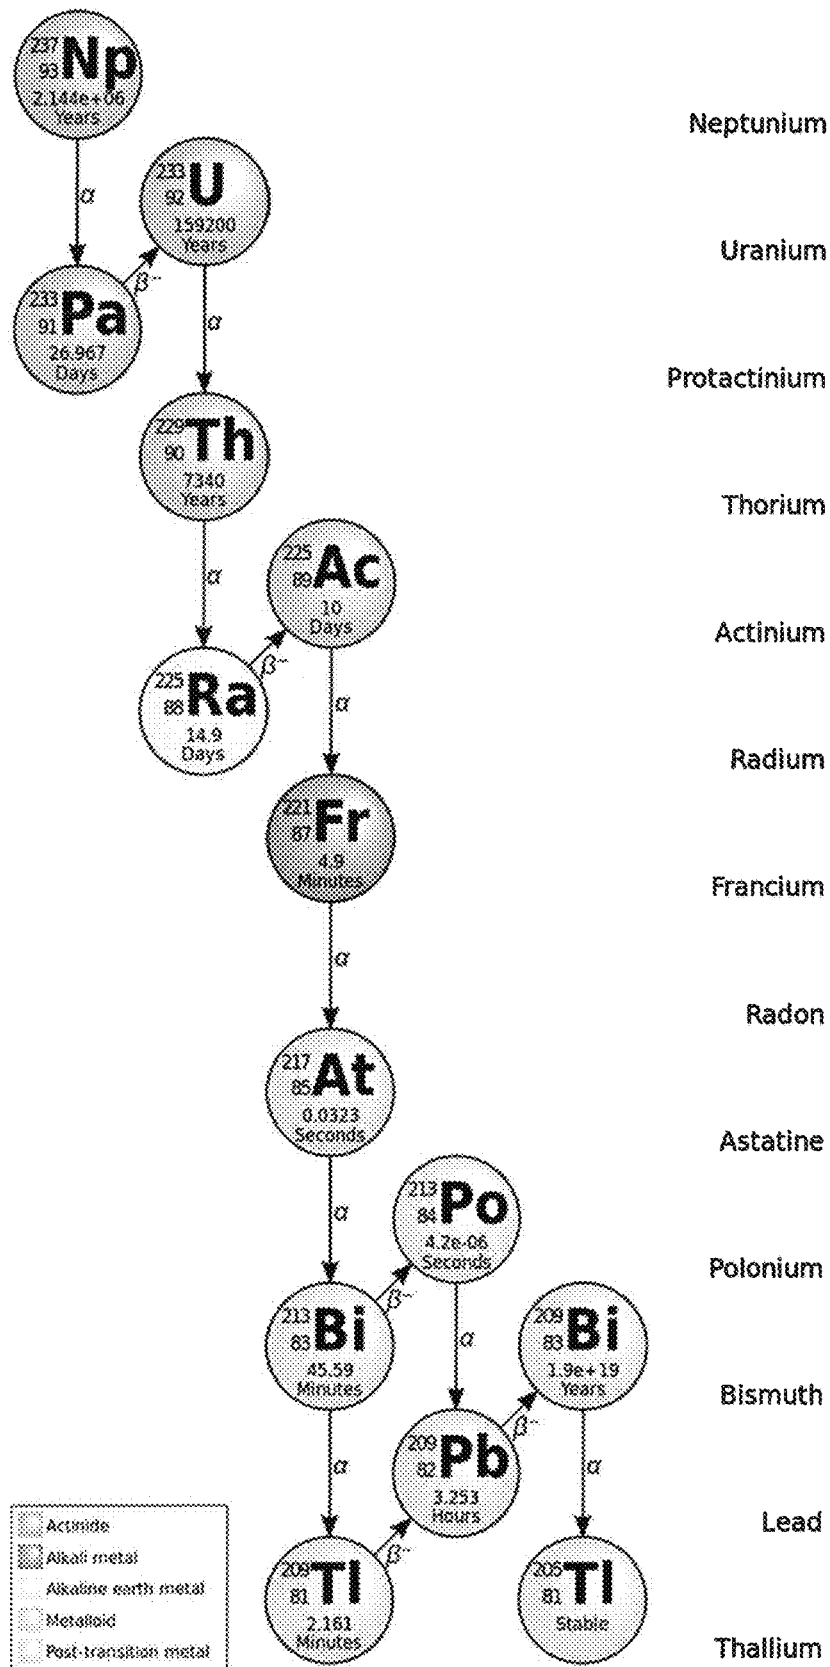 237
93 Np
2.144e+06
Years
Neptunium
α
233
92 U
159200
Years
Uranium
β−
233
91 Pa
26.967
Days
α
Protactinium
229
90 Th
7340
Years
Thorium
α
225
89 Ac
10
Days
Actinium
β−
225
88 Ra
14.9
Days
α
Radium
221
87 Fr
4.9
Minutes
Francium
α
Radon
217
85 At
0.0323
Seconds
Astatine
α
213
84 Po
4.2e-06
Seconds
Polonium
β−
213
83 Bi
45.59
Minutes
α
209
83 Bi
1.9e+19
Years
Bismuth
β−
α
209
82 Pb
3.253
Hours
α
Lead
β−
209
81 Tl
2.161
Minutes
205
81 Tl
Stable
Thallium
Actinide
Alkali metal
Alkaline earth metal
Metalloid
Post-transition metal